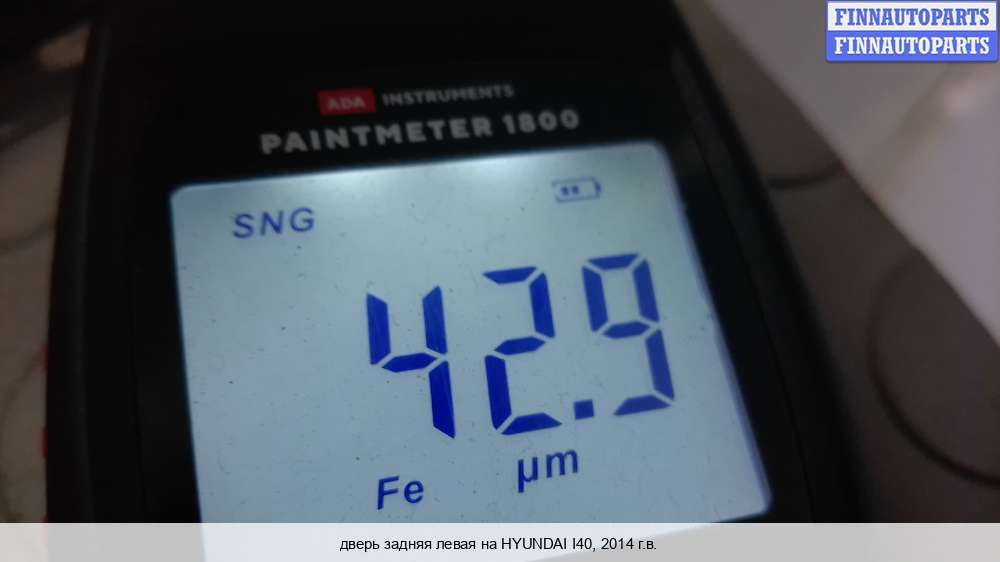 FINNAUTOPARTS
FINNAUTOPARTS
ADA INSTRUMENTS
PAINTMETER 1800
SNG
42.9
Fe µm
дверь задняя левая на HYUNDAI I40, 2014 г.в.